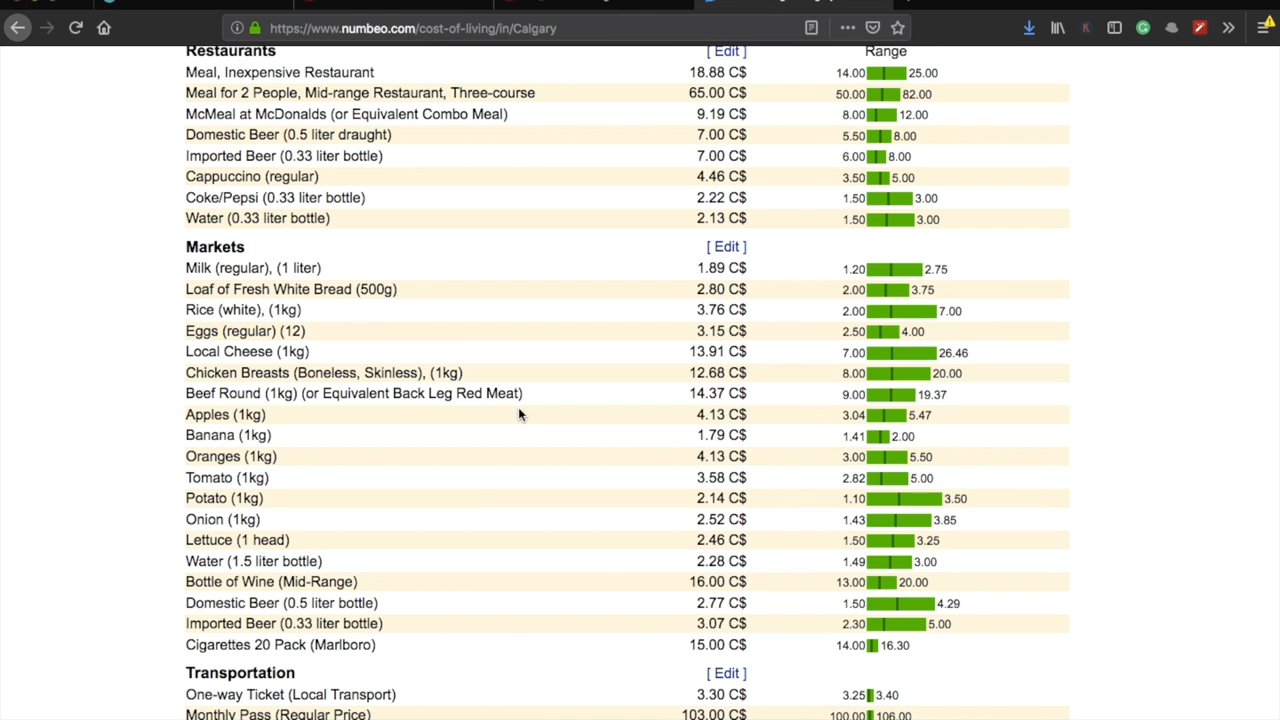 https://www.numbeo.com/cost-of-living/in/Calgary
Restaurants [ Edit ] Range
Meal, Inexpensive Restaurant 18.88 C$ 14.00 25.00
Meal for 2 People, Mid-range Restaurant, Three-course 65.00 C$ 50.00 82.00
McMeal at McDonalds (or Equivalent Combo Meal) 9.19 C$ 8.00 12.00
Domestic Beer (0.5 liter draught) 7.00 C$ 5.50 8.00
Imported Beer (0.33 liter bottle) 7.00 C$ 6.00 8.00
Cappuccino (regular) 4.46 C$ 3.50 5.00
Coke/Pepsi (0.33 liter bottle) 2.22 C$ 1.50 3.00
Water (0.33 liter bottle) 2.13 C$ 1.50 3.00
Markets [ Edit ]
Milk (regular), (1 liter) 1.89 C$ 1.20 2.75
Loaf of Fresh White Bread (500g) 2.80 C$ 2.00 3.75
Rice (white), (1kg) 3.76 C$ 2.00 7.00
Eggs (regular) (12) 3.15 C$ 2.50 4.00
Local Cheese (1kg) 13.91 C$ 7.00 26.46
Chicken Breasts (Boneless, Skinless), (1kg) 12.68 C$ 8.00 20.00
Beef Round (1kg) (or Equivalent Back Leg Red Meat) 14.37 C$ 9.00 19.37
Apples (1kg) 4.13 C$ 3.04 5.47
Banana (1kg) 1.79 C$ 1.41 2.00
Oranges (1kg) 4.13 C$ 3.00 5.50
Tomato (1kg) 3.58 C$ 2.82 5.00
Potato (1kg) 2.14 C$ 1.10 3.50
Onion (1kg) 2.52 C$ 1.43 3.85
Lettuce (1 head) 2.46 C$ 1.50 3.25
Water (1.5 liter bottle) 2.28 C$ 1.49 3.00
Bottle of Wine (Mid-Range) 16.00 C$ 13.00 20.00
Domestic Beer (0.5 liter bottle) 2.77 C$ 1.50 4.29
Imported Beer (0.33 liter bottle) 3.07 C$ 2.30 5.00
Cigarettes 20 Pack (Marlboro) 15.00 C$ 14.00 16.30
Transportation [ Edit ]
One-way Ticket (Local Transport) 3.30 C$ 3.25 3.40
Monthly Pass (Regular Price) 103.00 C$ 100.00 106.00